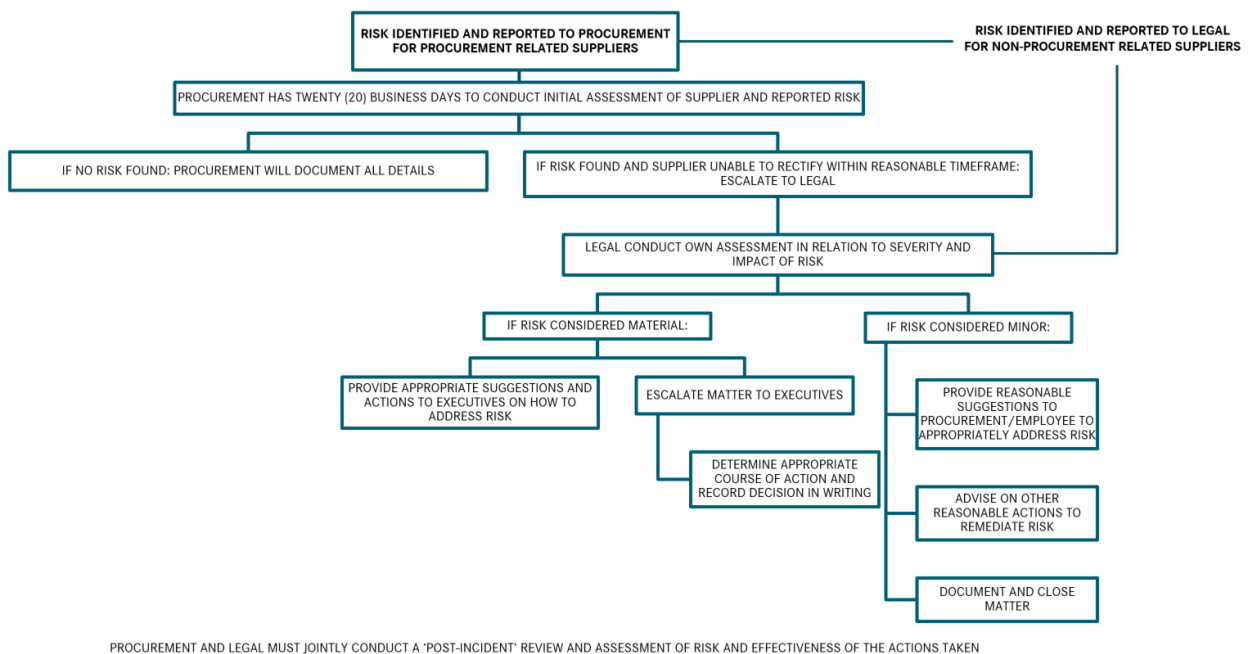 RISK IDENTIFIED AND REPORTED TO PROCUREMENT
FOR PROCUREMENT RELATED SUPPLIERS
RISK IDENTIFIED AND REPORTED TO LEGAL
FOR NON-PROCUREMENT RELATED SUPPLIERS
PROCUREMENT HAS TWENTY (20) BUSINESS DAYS TO CONDUCT INITIAL ASSESSMENT OF SUPPLIER AND REPORTED RISK
IF NO RISK FOUND: PROCUREMENT WILL DOCUMENT ALL DETAILS
IF RISK FOUND AND SUPPLIER UNABLE TO RECTIFY WITHIN REASONABLE TIMEFRAME:
ESCALATE TO LEGAL
LEGAL CONDUCT OWN ASSESSMENT IN RELATION TO SEVERITY AND
IMPACT OF RISK
IF RISK CONSIDERED MATERIAL:
IF RISK CONSIDERED MINOR:
PROVIDE APPROPRIATE SUGGESTIONS AND
ACTIONS TO EXECUTIVES ON HOW TO
ADDRESS RISK
ESCALATE MATTER TO EXECUTIVES
PROVIDE REASONABLE
SUGGESTIONS TO
PROCUREMENT/EMPLOYEE TO
APPROPRIATELY ADDRESS RISK
DETERMINE APPROPRIATE
COURSE OF ACTION AND
RECORD DECISION IN WRITING
ADVISE ON OTHER
REASONABLE ACTIONS TO
REMEDIATE RISK
DOCUMENT AND CLOSE
MATTER
PROCUREMENT AND LEGAL MUST JOINTLY CONDUCT A 'POST-INCIDENT' REVIEW AND ASSESSMENT OF RISK AND EFFECTIVENESS OF THE ACTIONS TAKEN